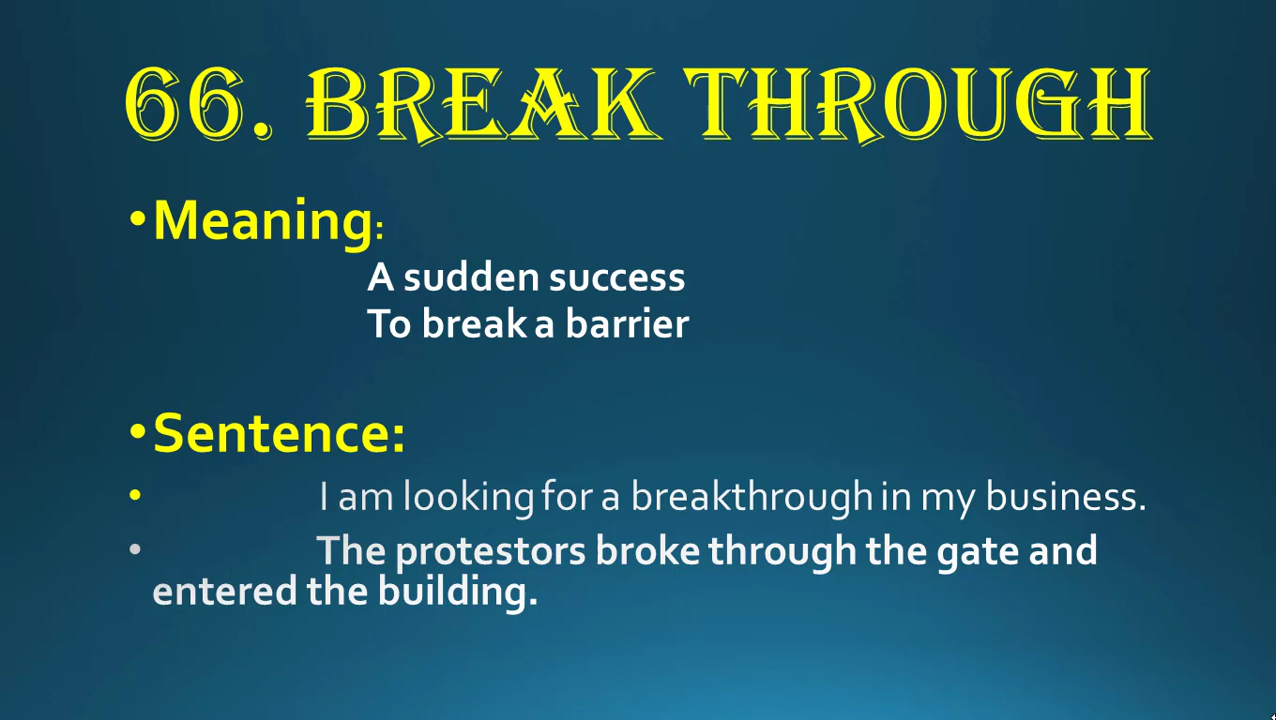 66. BREAK THROUGH
•Meaning:
A sudden success
To break a barrier
•Sentence:
• I am looking for a breakthrough in my business.
• The protestors broke through the gate and
entered the building.